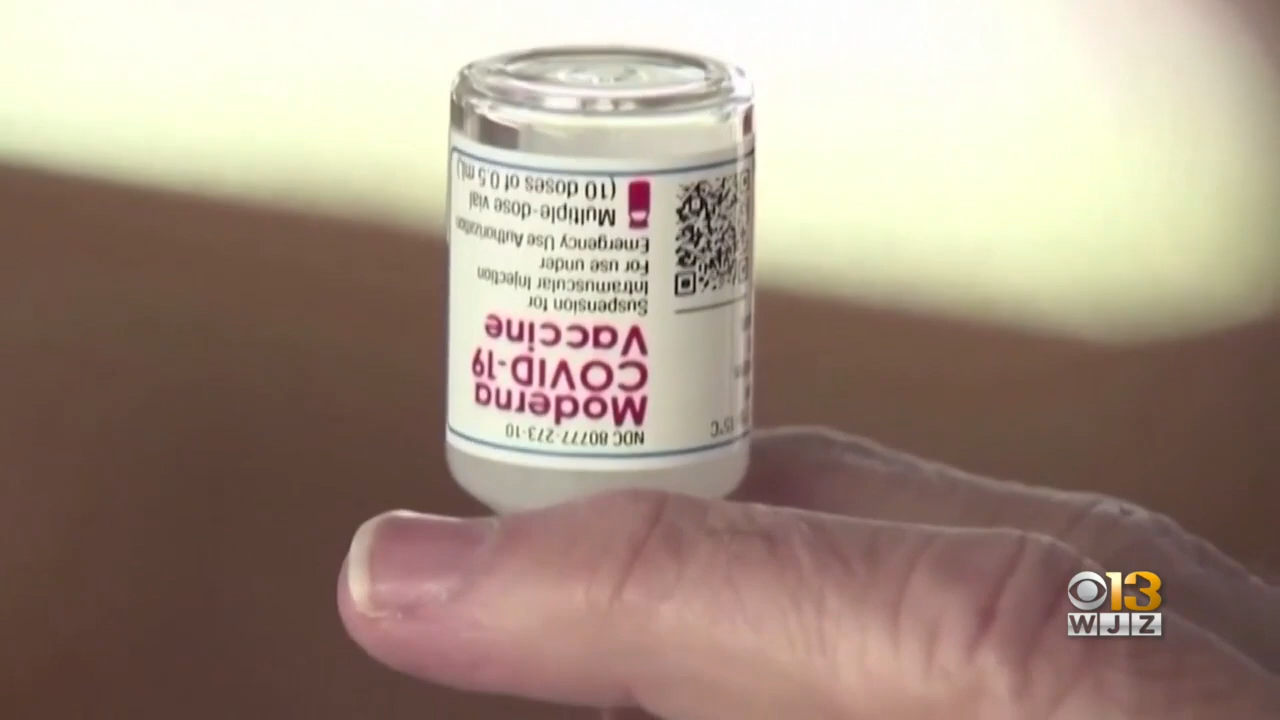 NDC 80777-273-10
Moderna
COVID-19
Vaccine
Suspension for
Intramuscular Injection
For use under
Emergency Use Authorization
Multiple-dose vial
(10 doses of 0.5 mL)
15°C
13
WJZ